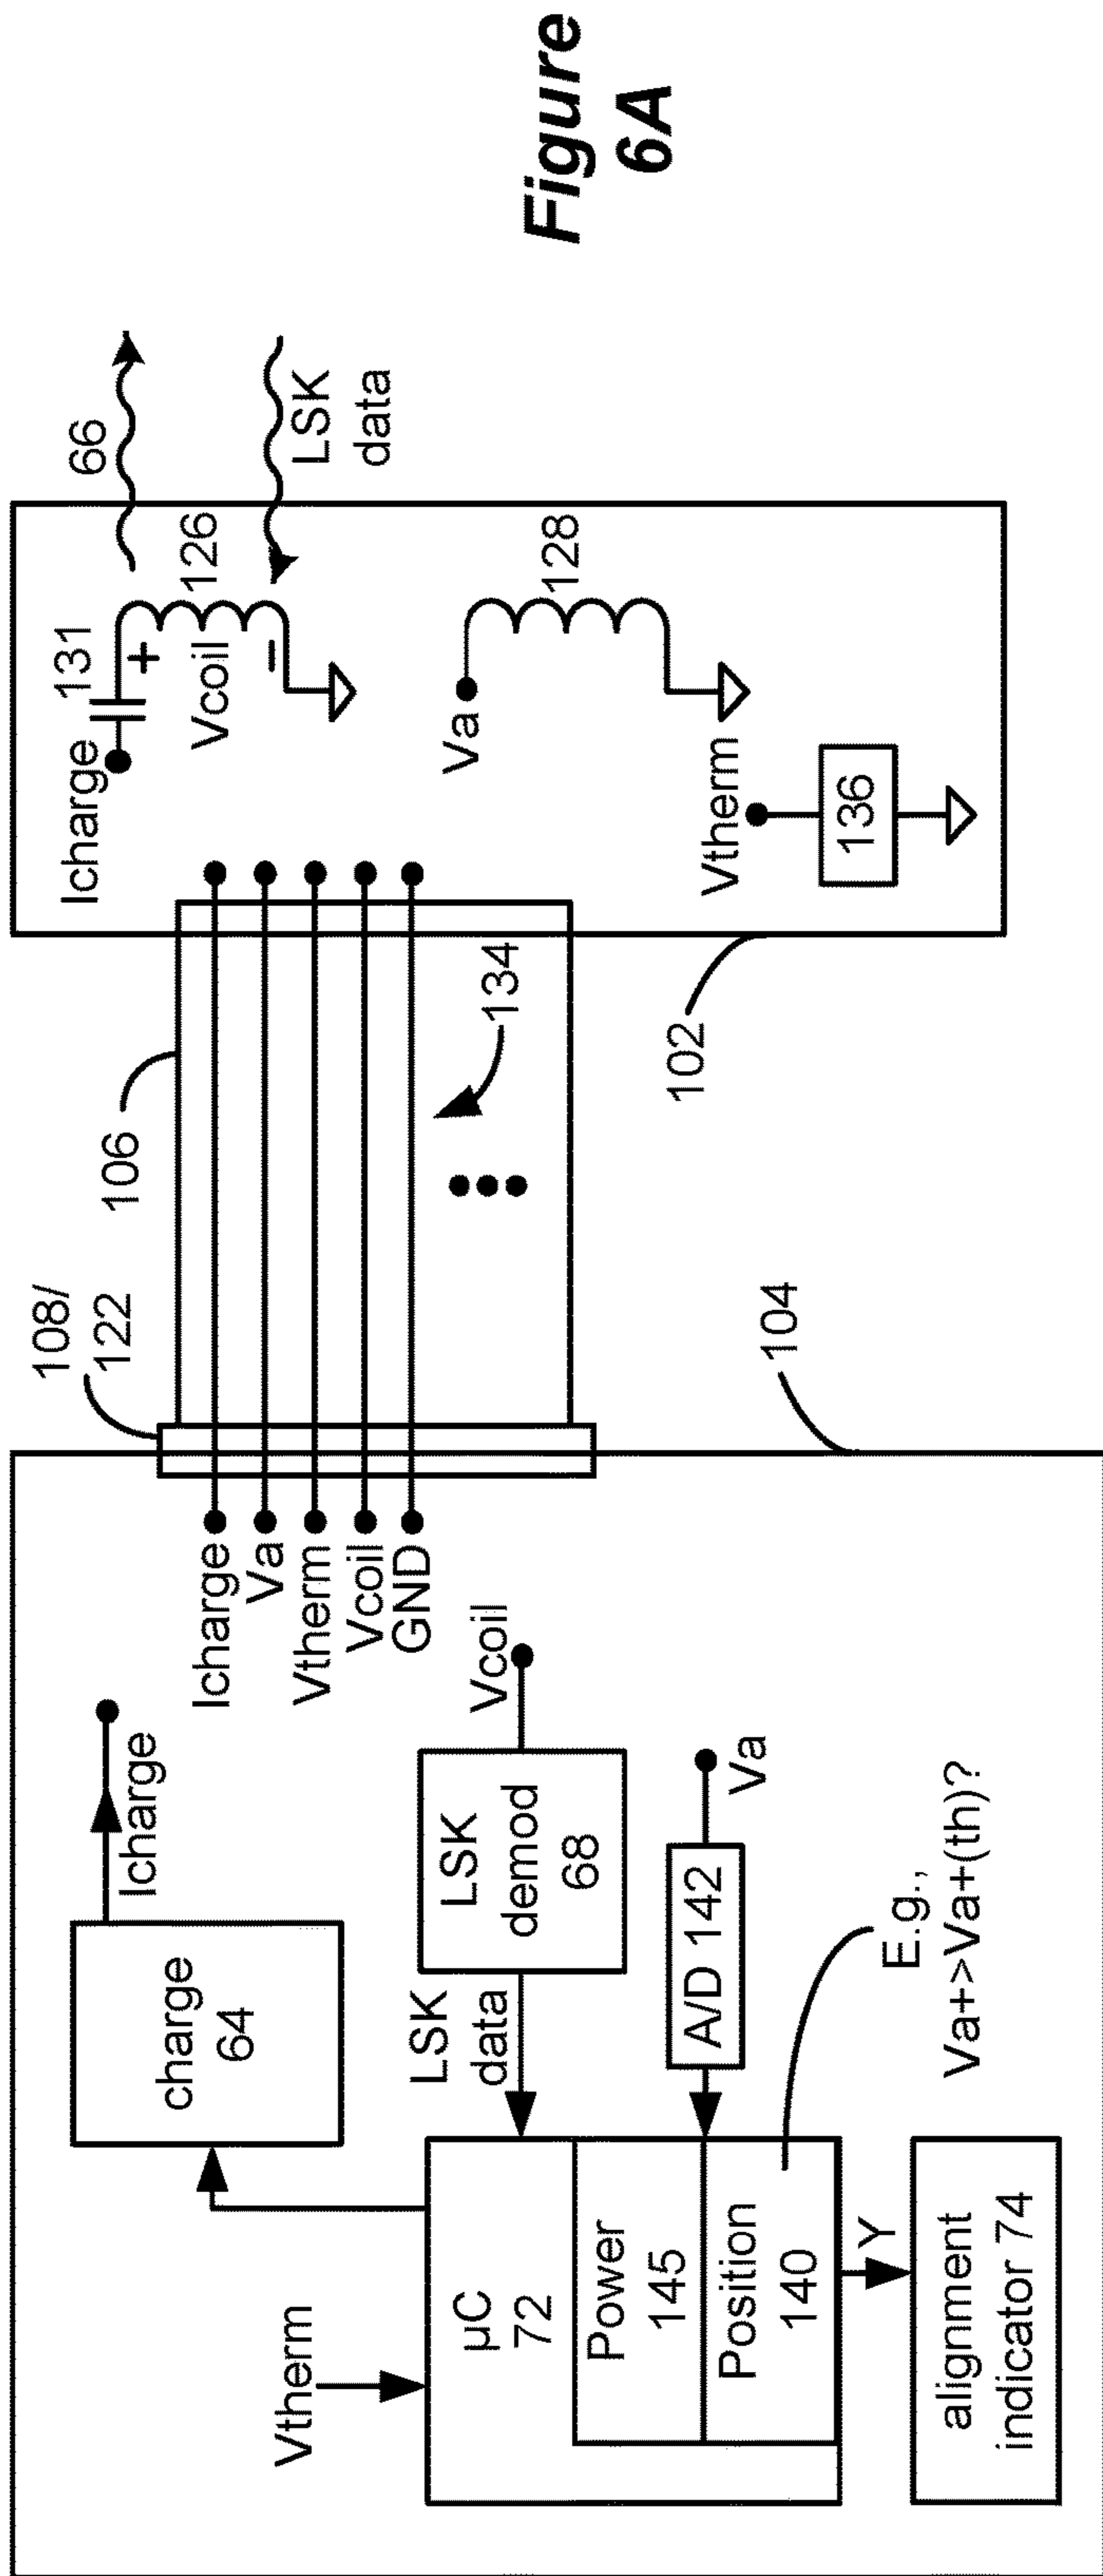 Figure
6A
Vtherm
µC
72
Power
145
Position
140
Y
alignment
indicator 74
charge
64
Icharge
LSK
data
LSK
demod
68
Vcoil
A/D 142
Va
E.g.,
Va+>Va+(th)?
Icharge
Va
Vtherm
Vcoil
GND
104
108/
122
106
134
102
Icharge
131
+
Vcoil
–
126
66
LSK
data
Va
128
Vtherm
136